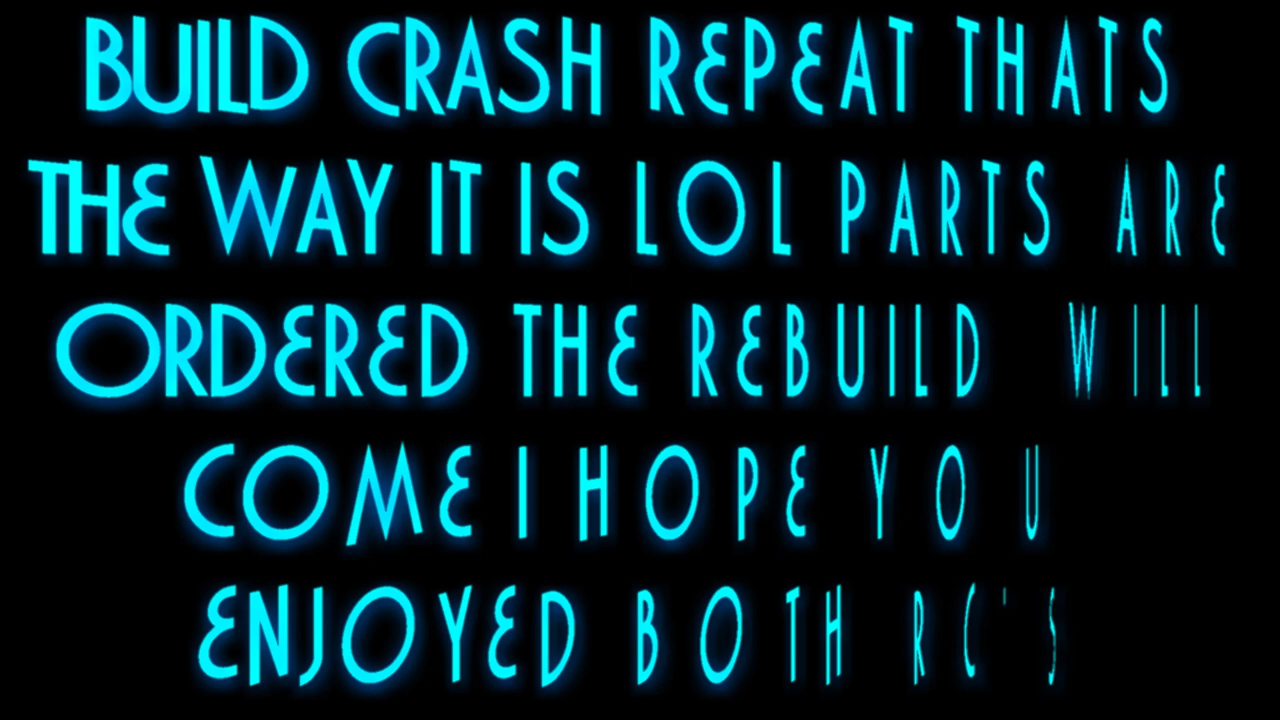 BUILD CRASH REPEAT THATS
THE WAY IT IS LOL PARTS ARE
ORDERED THE REBUILD WILL
COME I HOPE YOU
ENJOYED BOTH RC'S